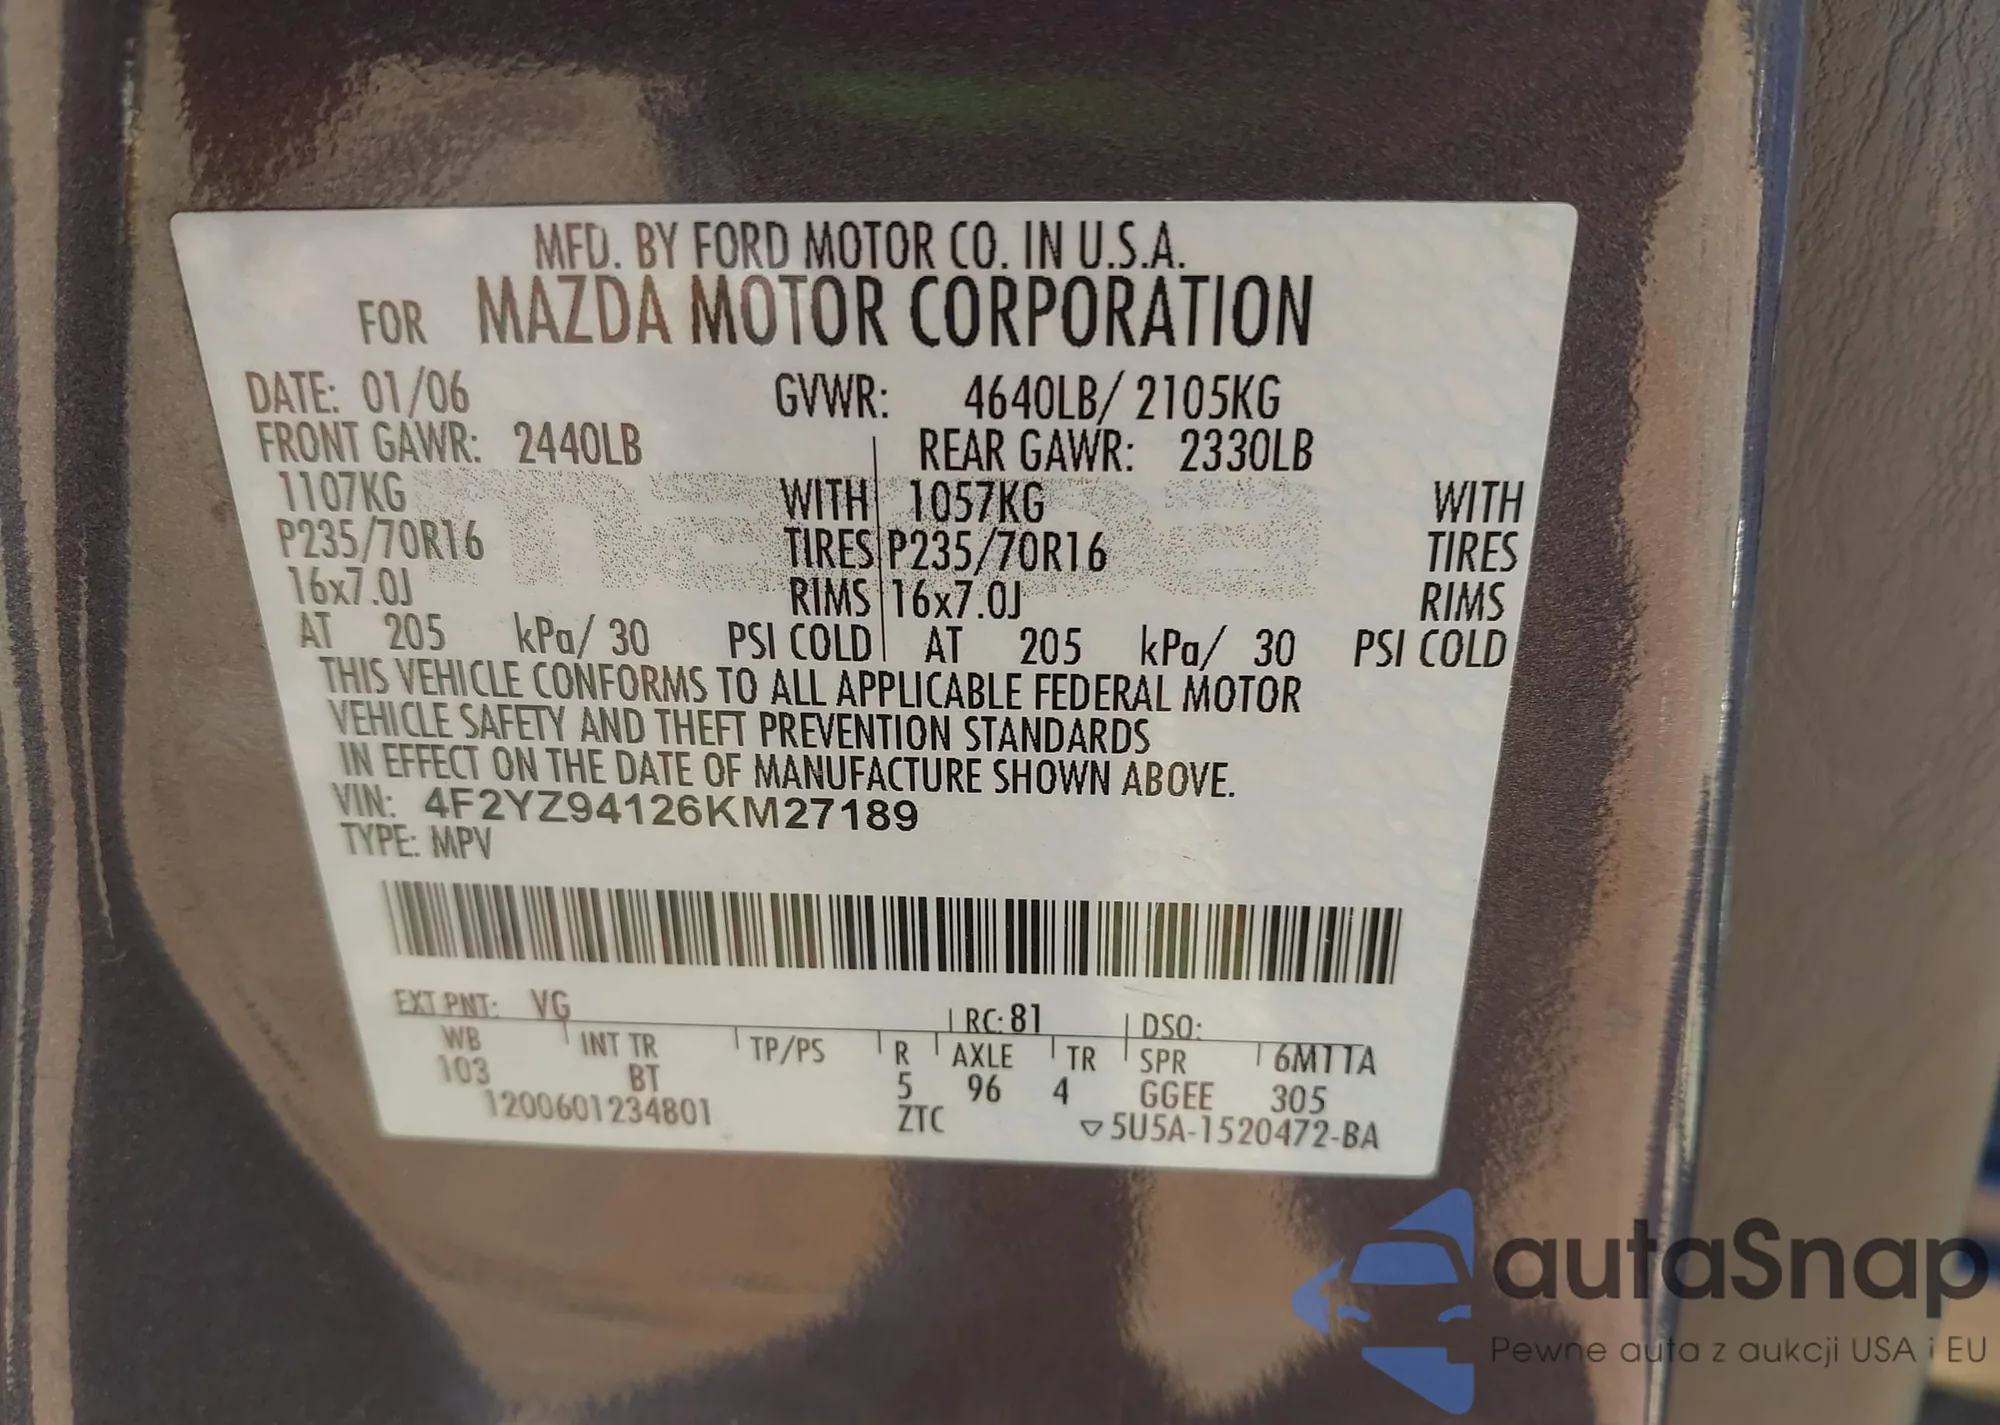 MFD. BY FORD MOTOR CO. IN U.S.A.
FOR MAZDA MOTOR CORPORATION
DATE: 01/06 GVWR: 4640LB/ 2105KG
FRONT GAWR: 2440LB REAR GAWR: 2330LB
1107KG WITH 1057KG WITH
P235/70R16 TIRES P235/70R16 TIRES
16x7.0J RIMS 16x7.0J RIMS
AT 205 kPa/ 30 PSI COLD AT 205 kPa/ 30 PSI COLD
THIS VEHICLE CONFORMS TO ALL APPLICABLE FEDERAL MOTOR
VEHICLE SAFETY AND THEFT PREVENTION STANDARDS
IN EFFECT ON THE DATE OF MANUFACTURE SHOWN ABOVE.
VIN: 4F2YZ94126KM27189
TYPE: MPV
EXT PNT: VG RC: 81 DSO:
WB INT TR TP/PS R AXLE TR SPR 6M11A
103 BT 5 96 4 GGEE 305
1200601234801 ZTC ▽5U5A-1520472-BA
autaSnap
Pewne auta z aukcji USA i EU